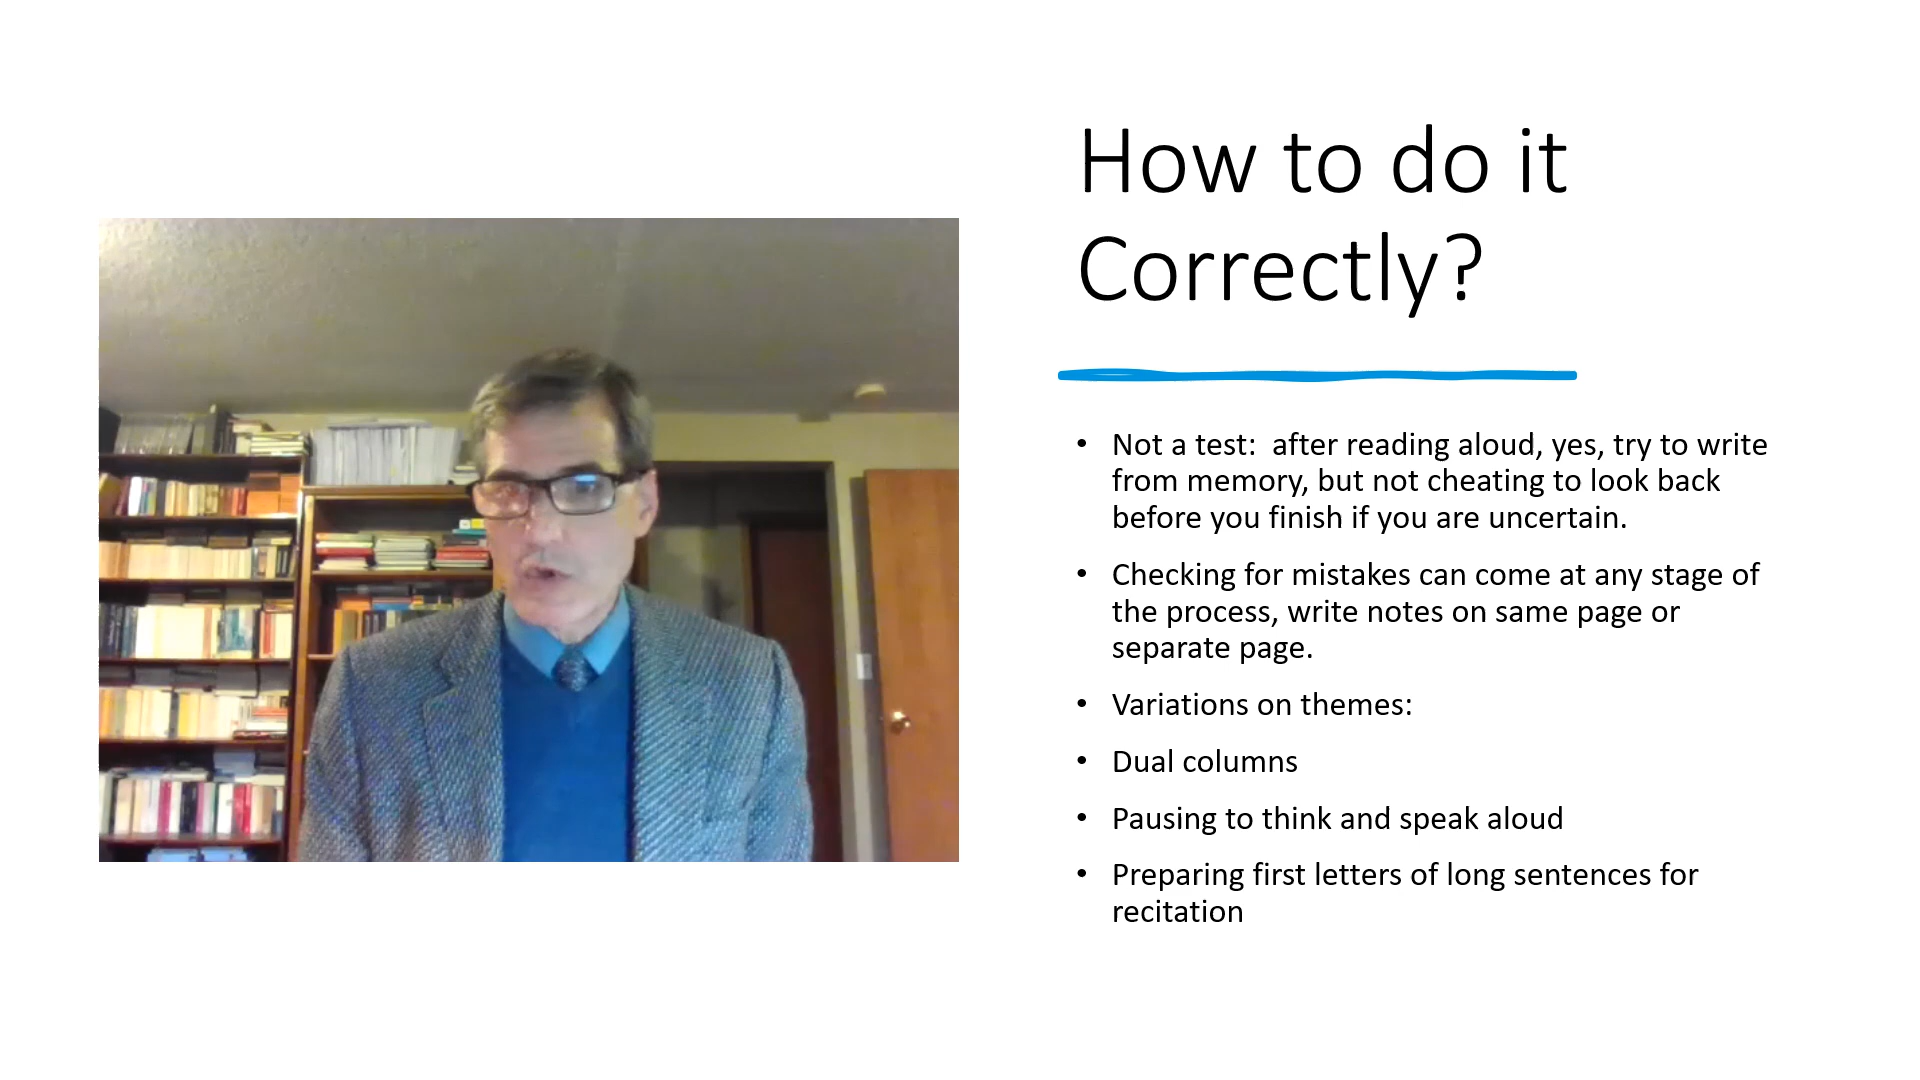 How to do it
Correctly?
• Not a test:  after reading aloud, yes, try to write
from memory, but not cheating to look back
before you finish if you are uncertain.
• Checking for mistakes can come at any stage of
the process, write notes on same page or
separate page.
• Variations on themes:
• Dual columns
• Pausing to think and speak aloud
• Preparing first letters of long sentences for
recitation